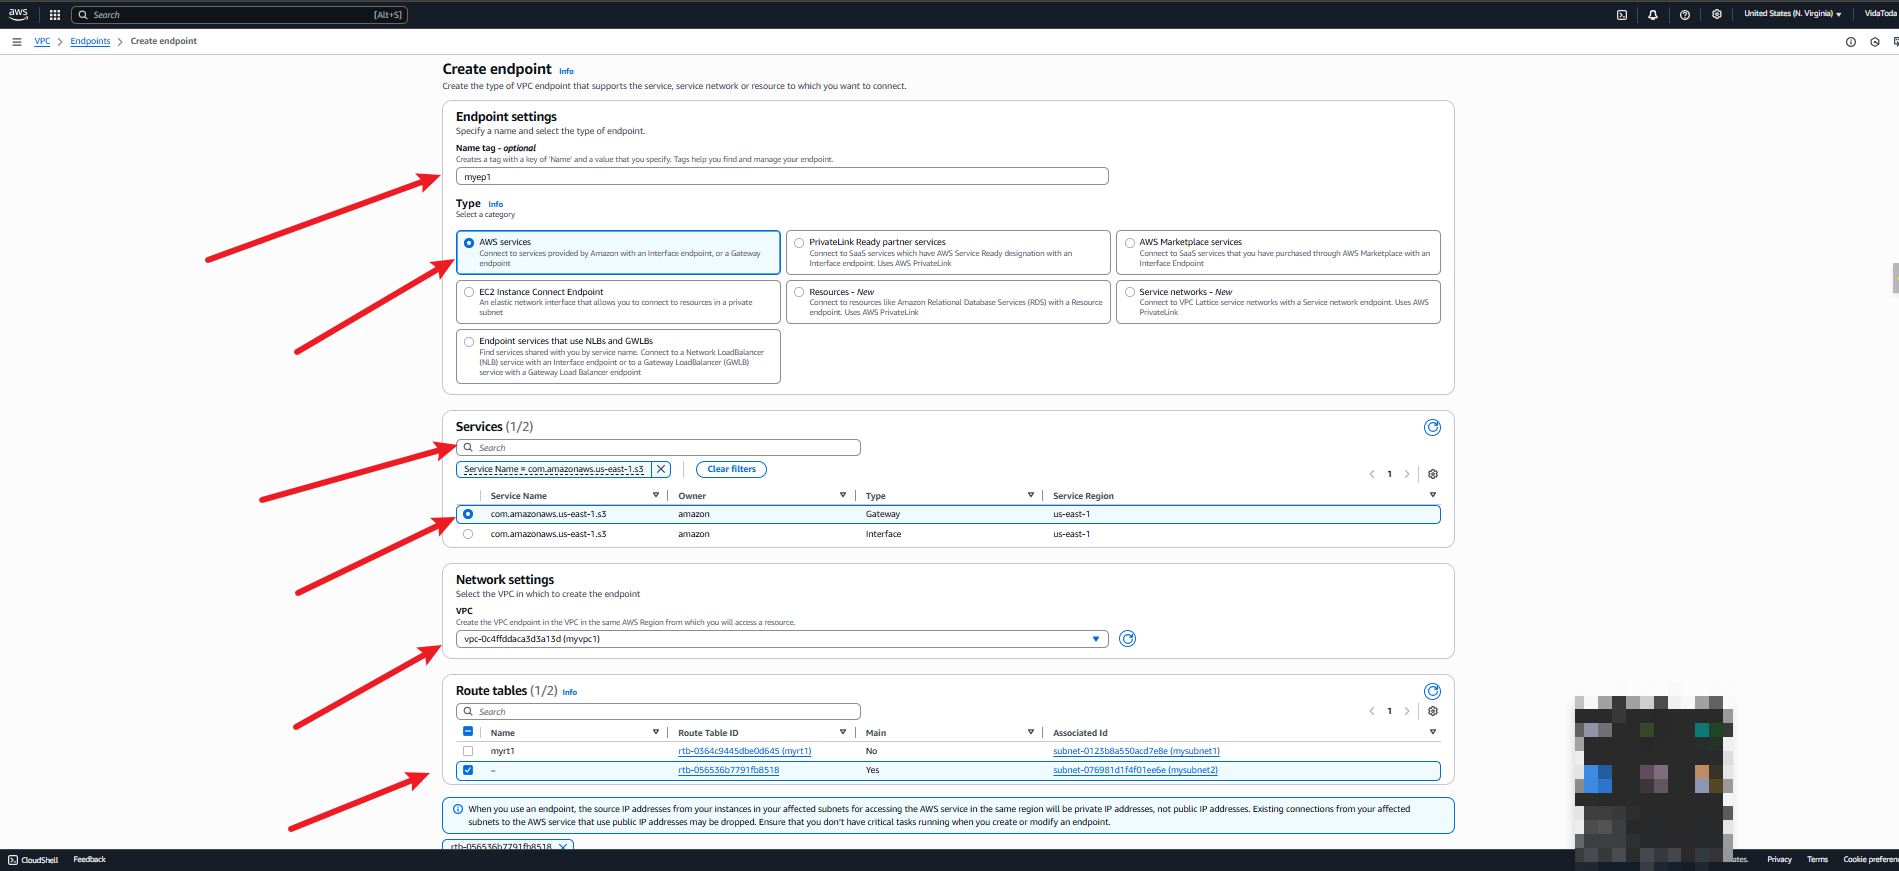 aws
Search
[Alt+S]
United States (N. Virginia)
VidaToda
VPC
Endpoints
Create endpoint
Create endpoint Info
Create the type of VPC endpoint that supports the service, service network or resource to which you want to connect.
Endpoint settings
Specify a name and select the type of endpoint.
Name tag - optional
Creates a tag with a key of 'Name' and a value that you specify. Tags help you find and manage your endpoint.
myep1
Type Info
Select a category
AWS services
Connect to services provided by Amazon with an Interface endpoint, or a Gateway
endpoint
PrivateLink Ready partner services
Connect to SaaS services which have AWS Service Ready designation with an
Interface endpoint. Uses AWS PrivateLink
AWS Marketplace services
Connect to SaaS services that you have purchased through AWS Marketplace with an
Interface Endpoint
EC2 Instance Connect Endpoint
An elastic network interface that allows you to connect to resources in a private
subnet
Resources - New
Connect to resources like Amazon Relational Database Services (RDS) with a Resource
endpoint. Uses AWS PrivateLink
Service networks - New
Connect to VPC Lattice service networks with a Service network endpoint. Uses AWS
PrivateLink
Endpoint services that use NLBs and GWLBs
Find services shared with you by service name. Connect to a Network LoadBalancer
(NLB) service with an Interface endpoint or to a Gateway LoadBalancer (GWLB)
service with a Gateway Load Balancer endpoint
Services (1/2)
Search
Service Name = com.amazonaws.us-east-1.s3
Clear filters
1
Service Name Owner Type Service Region
com.amazonaws.us-east-1.s3 amazon Gateway us-east-1
com.amazonaws.us-east-1.s3 amazon Interface us-east-1
Network settings
Select the VPC in which to create the endpoint
VPC
Create the VPC endpoint in the VPC in the same AWS Region from which you will access a resource.
vpc-0c4ffddaca3d3a13d (myvpc1)
Route tables (1/2) Info
Search
1
Name Route Table ID Main Associated Id
myrt1 rtb-0364c9445dbe0d645 (myrt1) No subnet-0123b8a550acd7e8e (mysubnet1)
– rtb-056536b7791fb8518 Yes subnet-076981d1f4f01ee6e (mysubnet2)
When you use an endpoint, the source IP addresses from your instances in your affected subnets for accessing the AWS service in the same region will be private IP addresses, not public IP addresses. Existing connections from your affected
subnets to the AWS service that use public IP addresses may be dropped. Ensure that you don't have critical tasks running when you create or modify an endpoint.
rtb-056536b7791fb8518
CloudShell
Feedback
ates.
Privacy
Terms
Cookie preferen